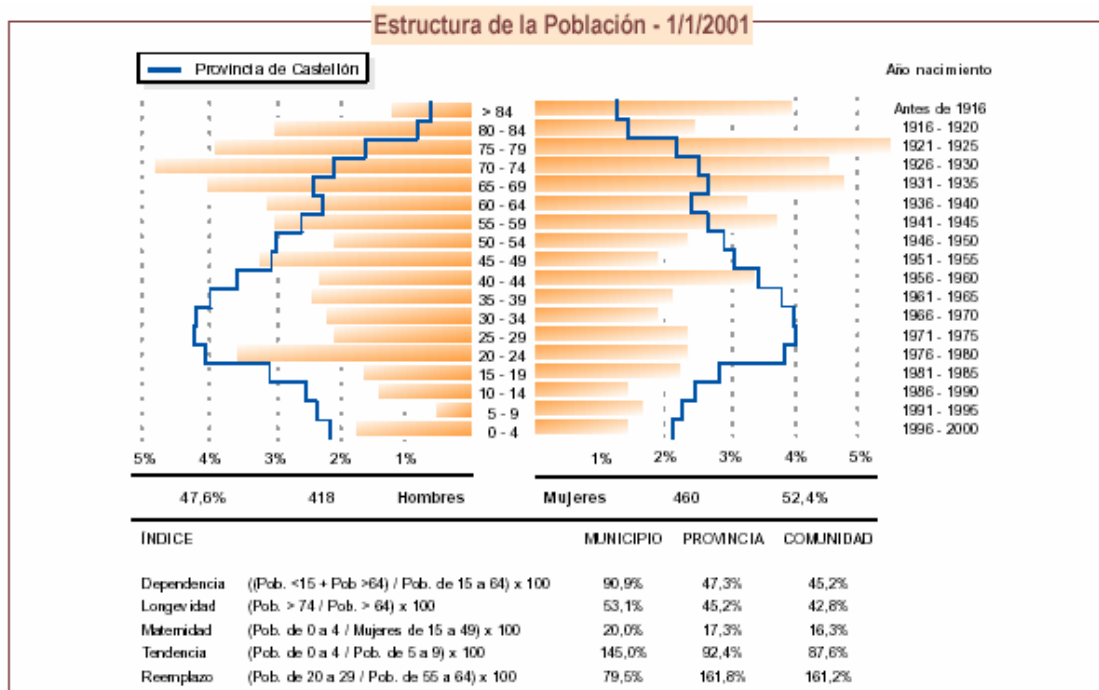 Estructura de la Población - 1/1/2001
Provincia de Castellón
Año nacimiento
> 84 Antes de 1916
80 - 84 1916 - 1920
75 - 79 1921 - 1925
70 - 74 1926 - 1930
65 - 69 1931 - 1935
60 - 64 1936 - 1940
55 - 59 1941 - 1945
50 - 54 1946 - 1950
45 - 49 1951 - 1955
40 - 44 1956 - 1960
35 - 39 1961 - 1965
30 - 34 1966 - 1970
25 - 29 1971 - 1975
20 - 24 1976 - 1980
15 - 19 1981 - 1985
10 - 14 1986 - 1990
5 - 9 1991 - 1995
0 - 4 1996 - 2000
5% 4% 3% 2% 1% 1% 2% 3% 4% 5%
47,6% 418 Hombres Mujeres 460 52,4%
ÍNDICE MUNICIPIO PROVINCIA COMUNIDAD
Dependencia ((Pob. <15 + Pob >64) / Pob. de 15 a 64) x 100 90,9% 47,3% 45,2%
Longevidad (Pob. > 74 / Pob. > 64) x 100 53,1% 45,2% 42,8%
Maternidad (Pob. de 0 a 4 / Mujeres de 15 a 49) x 100 20,0% 17,3% 16,3%
Tendencia (Pob. de 0 a 4 / Pob. de 5 a 9) x 100 145,0% 92,4% 87,6%
Reemplazo (Pob. de 20 a 29 / Pob. de 55 a 64) x 100 79,5% 161,8% 161,2%